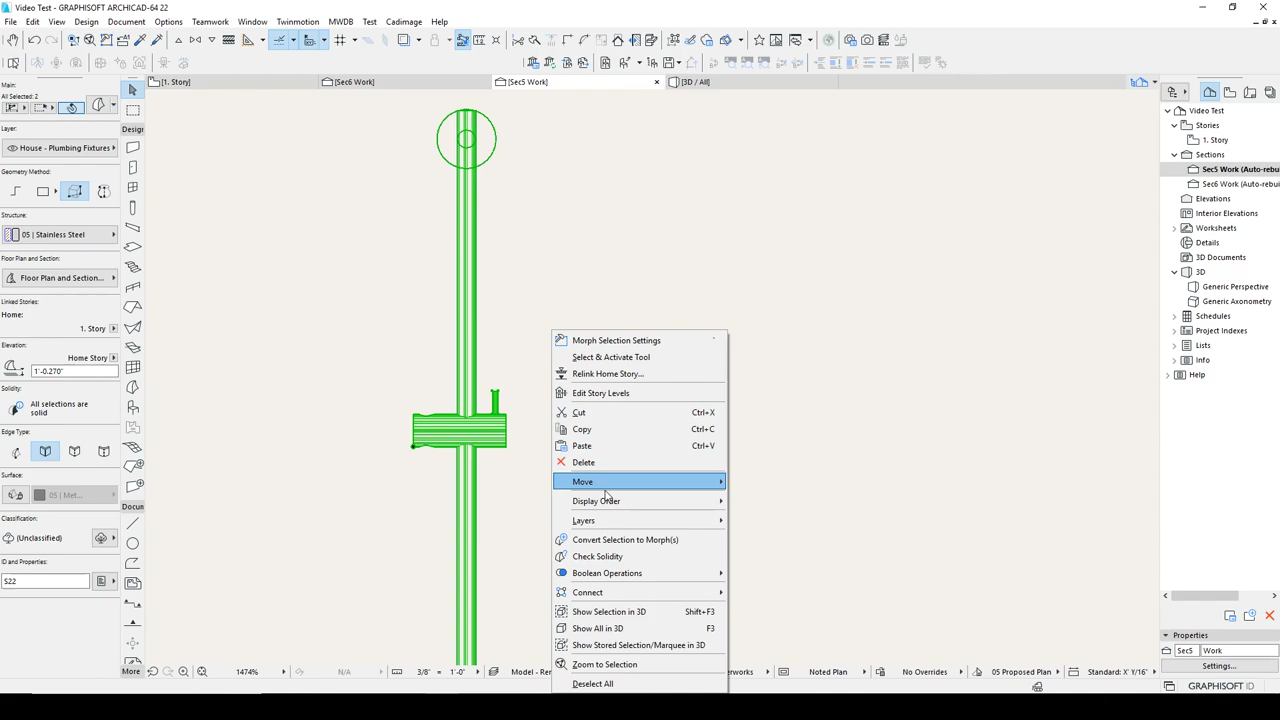 Video Test - GRAPHISOFT ARCHICAD-64 22
File Edit View Design Document Options Teamwork Window Twinmotion MWDB Test Cadimage Help
[1. Story]
[Sec6 Work]
[Sec5 Work]
[3D / All]
Main:
All Selected: 2
Layer:
House - Plumbing Fixtures
Geometry Method:
Structure:
05 | Stainless Steel
Floor Plan and Section:
Floor Plan and Section...
Linked Stories:
Home:
1. Story
Elevation:
Home Story
1'-0.270"
Solidity:
All selections are
solid
Edge Type:
Surface:
05 | Met...
Classification:
(Unclassified)
ID and Properties:
S22
Design
Docum
More
Morph Selection Settings
Select & Activate Tool
Relink Home Story...
Edit Story Levels
Cut Ctrl+X
Copy Ctrl+C
Paste Ctrl+V
Delete
Move
Display Order
Layers
Convert Selection to Morph(s)
Check Solidity
Boolean Operations
Connect
Show Selection in 3D Shift+F3
Show All in 3D F3
Show Stored Selection/Marquee in 3D
Zoom to Selection
Deselect All
Video Test
Stories
1. Story
Sections
Sec5 Work (Auto-rebui
Sec6 Work (Auto-rebui
Elevations
Interior Elevations
Worksheets
Details
3D Documents
3D
Generic Perspective
Generic Axonometry
Schedules
Project Indexes
Lists
Info
Help
Properties
Sec5 Work
Settings...
1474% N/A 3/8" = 1'-0" Model - Re erworks Noted Plan No Overrides 05 Proposed Plan Standard: X' Y/16"
GRAPHISOFT ID